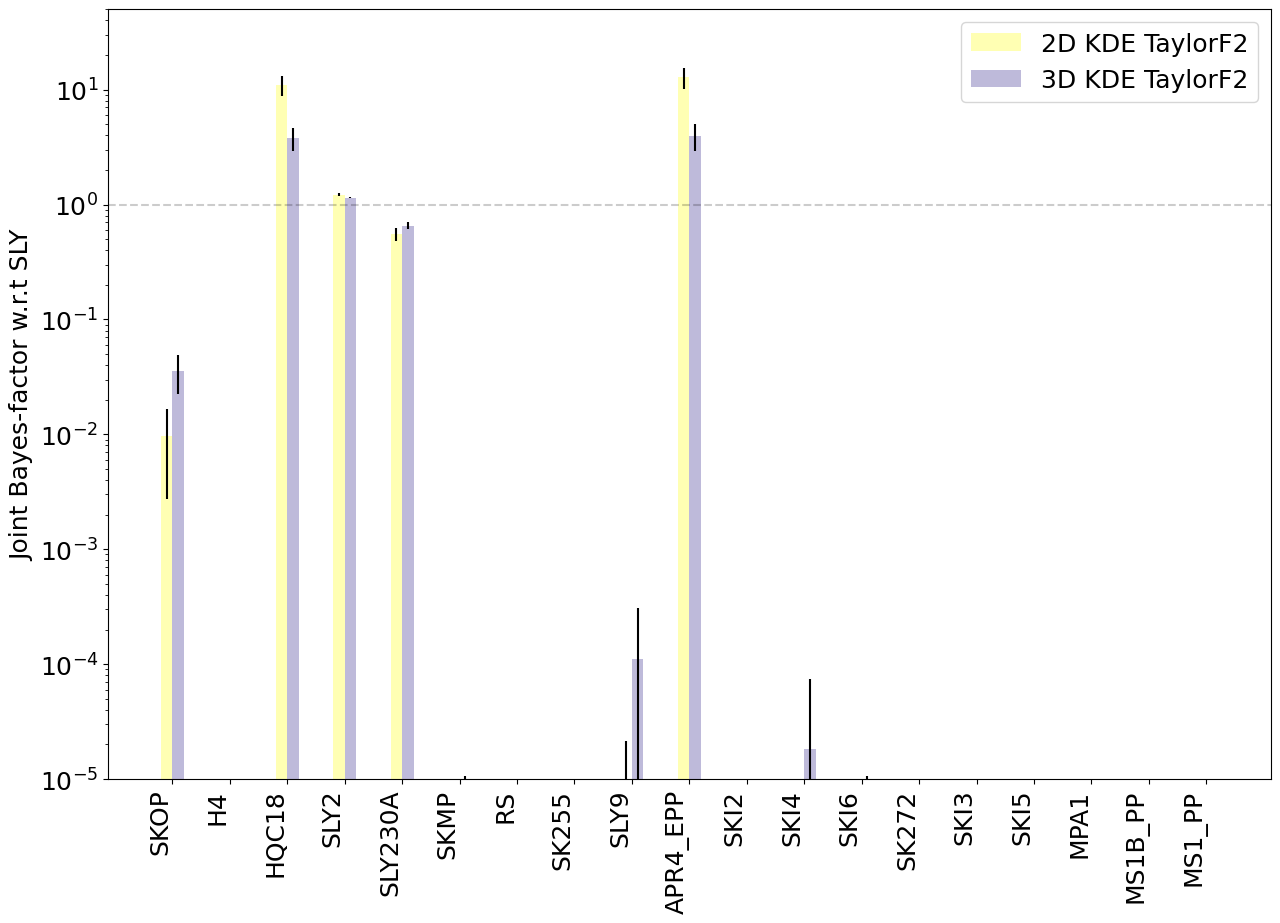 2D KDE TaylorF2
3D KDE TaylorF2
Joint Bayes-factor w.r.t SLY
10^1
10^0
10^-1
10^-2
10^-3
10^-4
10^-5
SKOP
H4
HQC18
SLY2
SLY230A
SKMP
RS
SK255
SLY9
APR4_EPP
SKI2
SKI4
SKI6
SK272
SKI3
SKI5
MPA1
MS1B_PP
MS1_PP